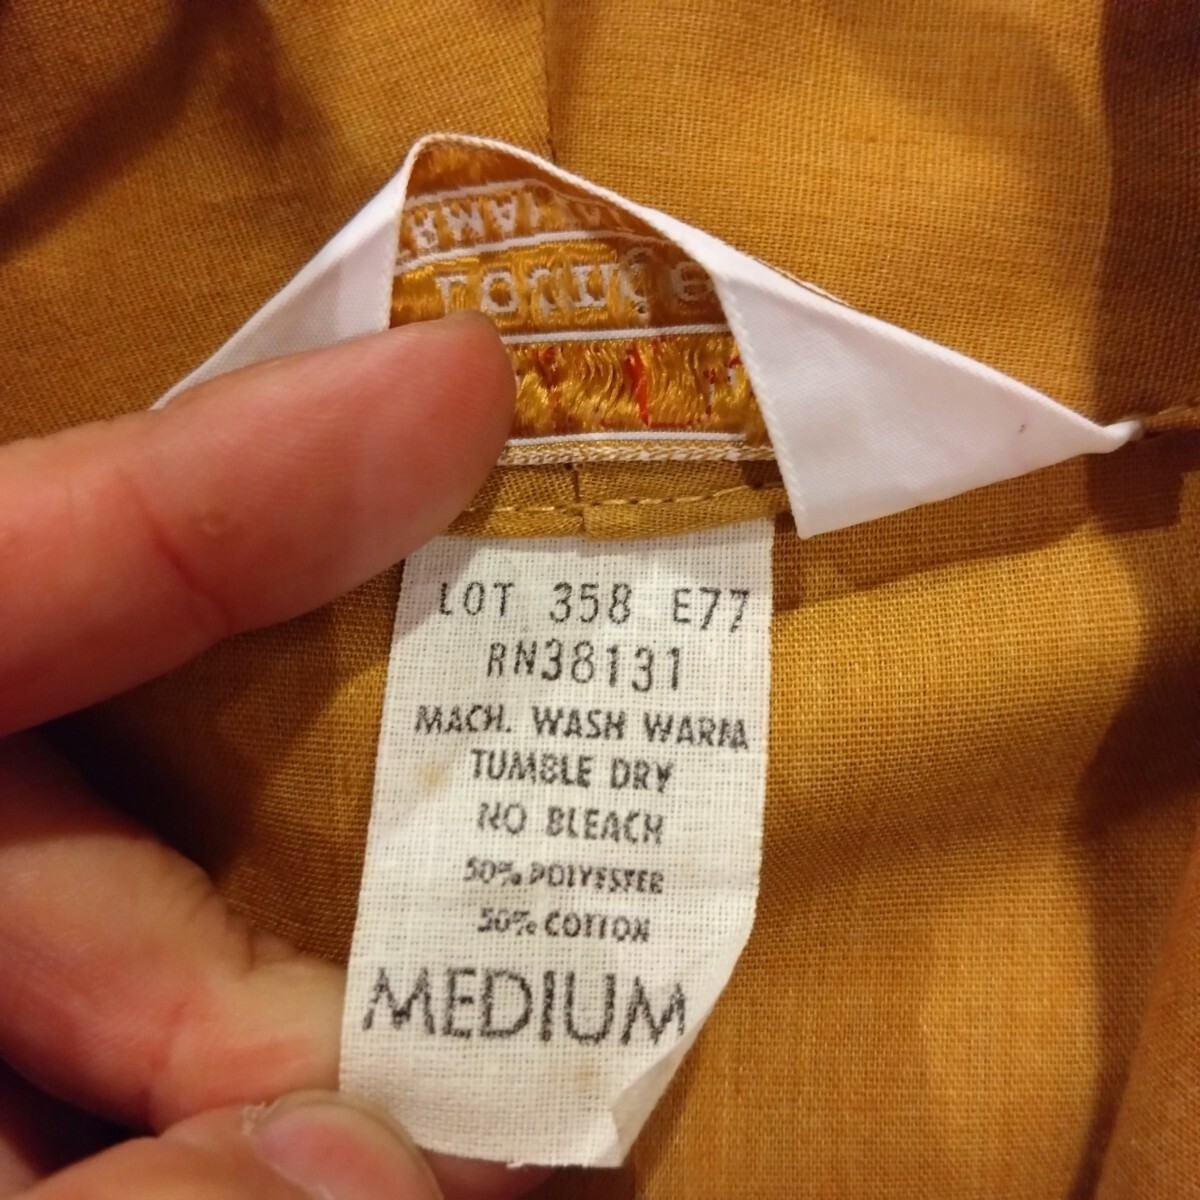 LOT 358 E77
RN38131
MACH. WASH WARM
TUMBLE DRY
NO BLEACH
50% POLYESTER
50% COTTON
MEDIUM